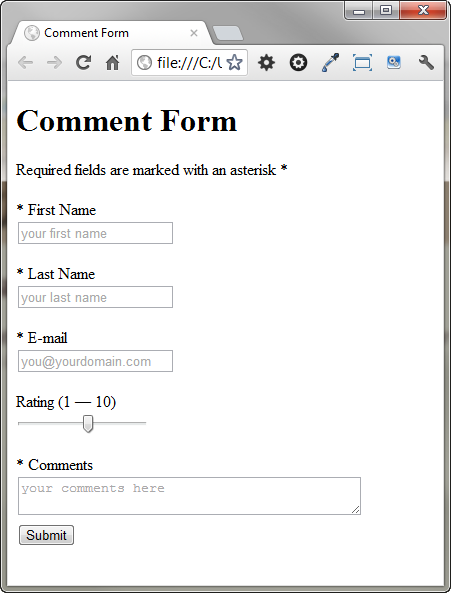 Comment Form
file:///C:/U
Comment Form
Required fields are marked with an asterisk *
* First Name
your first name
* Last Name
your last name
* E-mail
you@yourdomain.com
Rating (1 — 10)
* Comments
your comments here
Submit